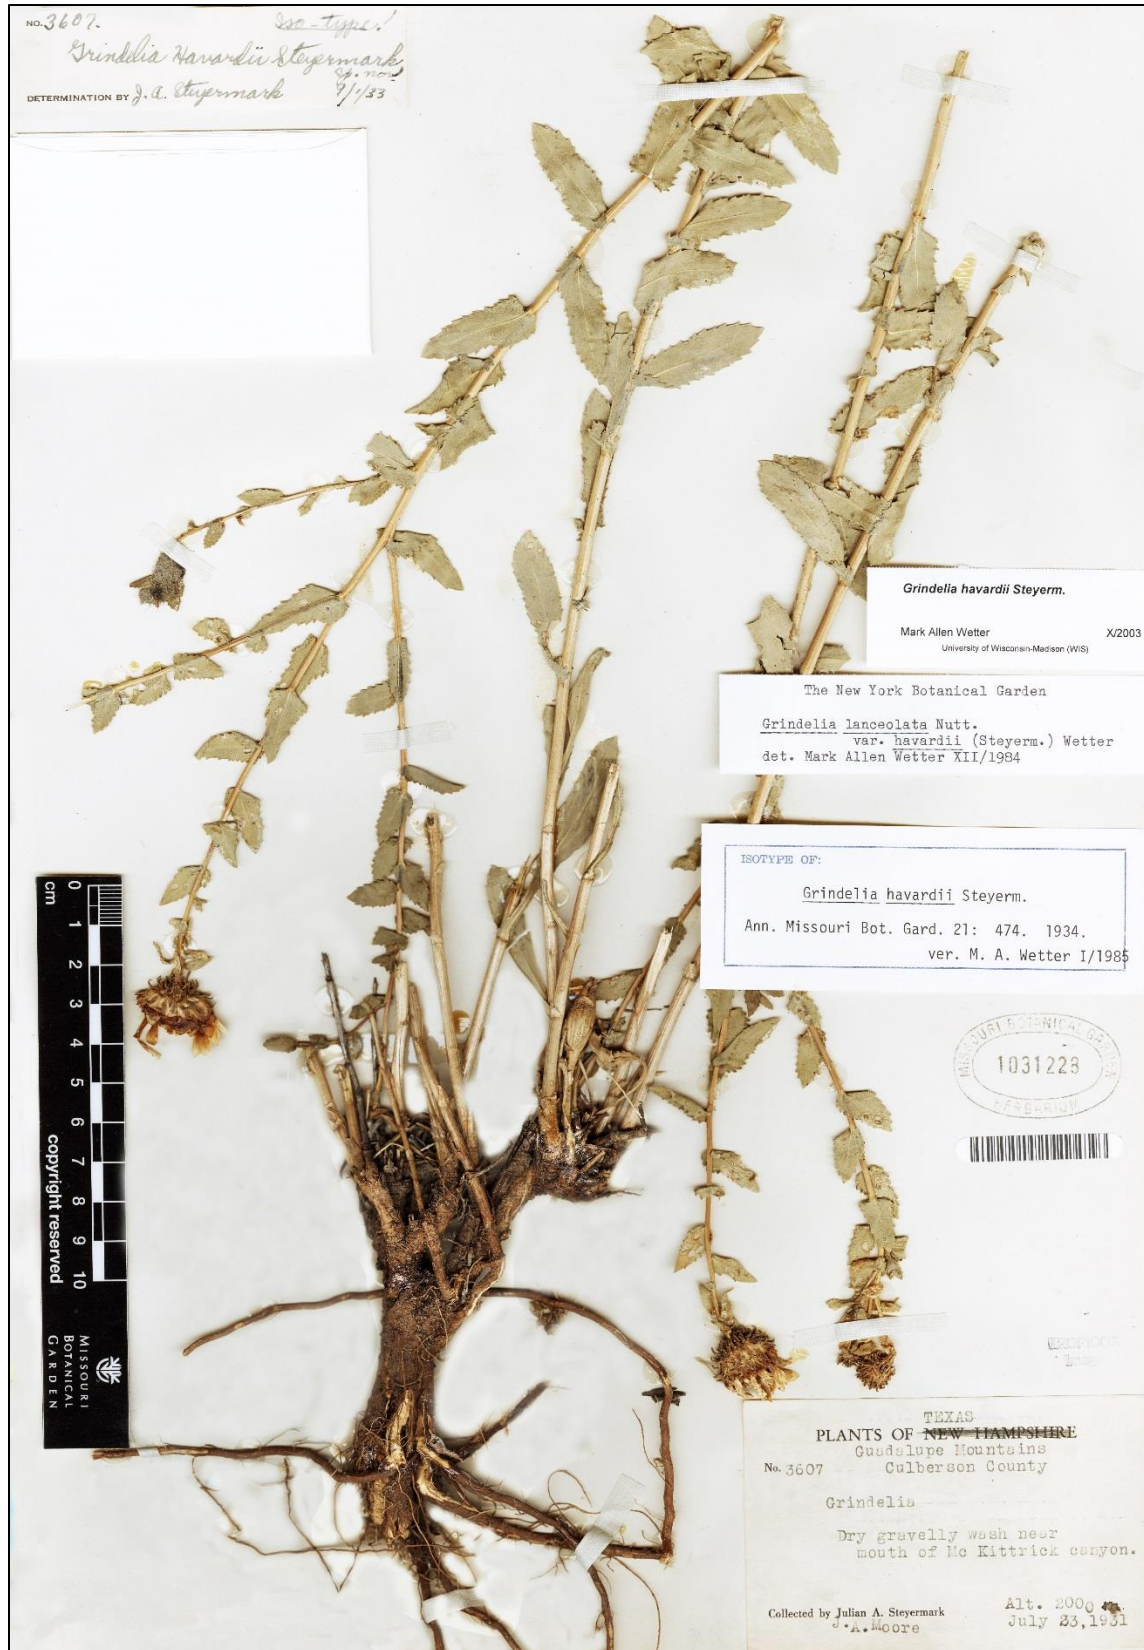 NO. 3607. Iso-type!
Grindelia Havardii Steyermark
sp. nov.
DETERMINATION BY J. A. Steyermark 9/1/33
Grindelia havardii Steyerm.
Mark Allen Wetter X/2003
University of Wisconsin-Madison (WIS)
The New York Botanical Garden
Grindelia lanceolata Nutt.
var. havardii (Steyerm.) Wetter
det. Mark Allen Wetter XII/1984
ISOTYPE OF:
Grindelia havardii Steyerm.
Ann. Missouri Bot. Gard. 21: 474. 1934.
ver. M. A. Wetter I/1985
MISSOURI BOTANICAL GARDEN
1031228
HERBARIUM
cm
0
1
2
3
4
5
6
7
8
9
10
copyright reserved
MISSOURI
BOTANICAL
GARDEN
TEXAS
PLANTS OF NEW HAMPSHIRE
Guadalupe Mountains
No. 3607 Culberson County
Grindelia
Dry gravelly wash near
mouth of Mc Kittrick canyon.
Alt. 2000 m.
Collected by Julian A. Steyermark
J.A.Moore July 23,1931